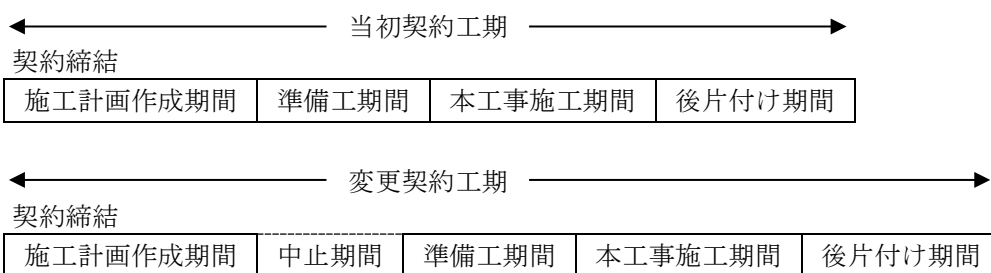 当初契約工期
契約締結
施工計画作成期間 準備工期間 本工事施工期間 後片付け期間
変更契約工期
契約締結
施工計画作成期間 中止期間 準備工期間 本工事施工期間 後片付け期間